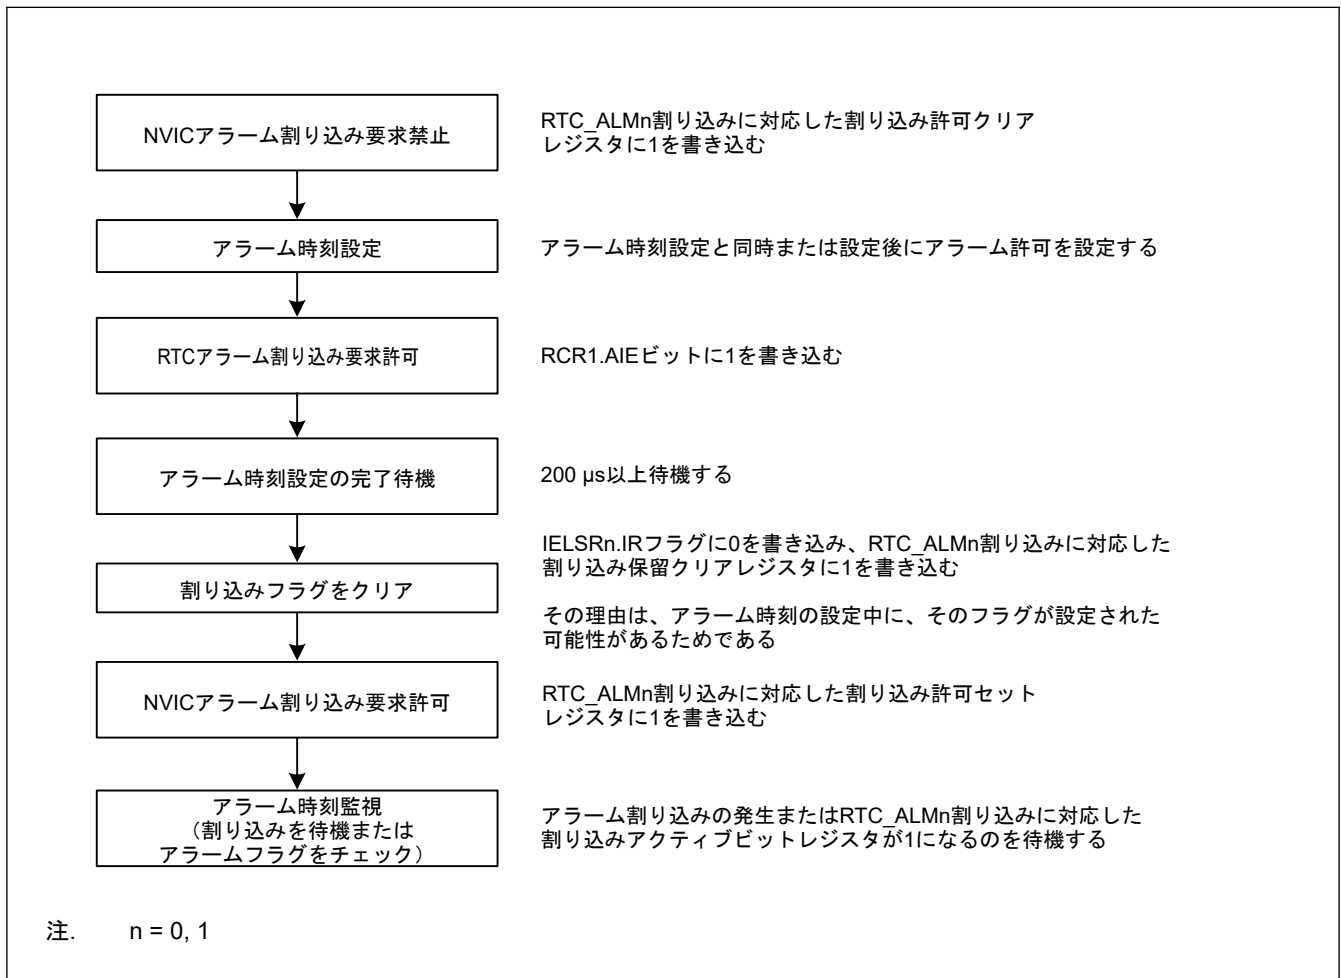 NVICアラーム割り込み要求禁止
RTC_ALMn割り込みに対応した割り込み許可クリア
レジスタに1を書き込む
アラーム時刻設定
アラーム時刻設定と同時または設定後にアラーム許可を設定する
RTCアラーム割り込み要求許可
RCR1.AIEビットに1を書き込む
アラーム時刻設定の完了待機
200 µs以上待機する
割り込みフラグをクリア
IELSRn.IRフラグに0を書き込み、RTC_ALMn割り込みに対応した
割り込み保留クリアレジスタに1を書き込む
その理由は、アラーム時刻の設定中に、そのフラグが設定された
可能性があるためである
NVICアラーム割り込み要求許可
RTC_ALMn割り込みに対応した割り込み許可セット
レジスタに1を書き込む
アラーム時刻監視
（割り込みを待機または
アラームフラグをチェック）
アラーム割り込みの発生またはRTC_ALMn割り込みに対応した
割り込みアクティブビットレジスタが1になるのを待機する
注. n = 0, 1